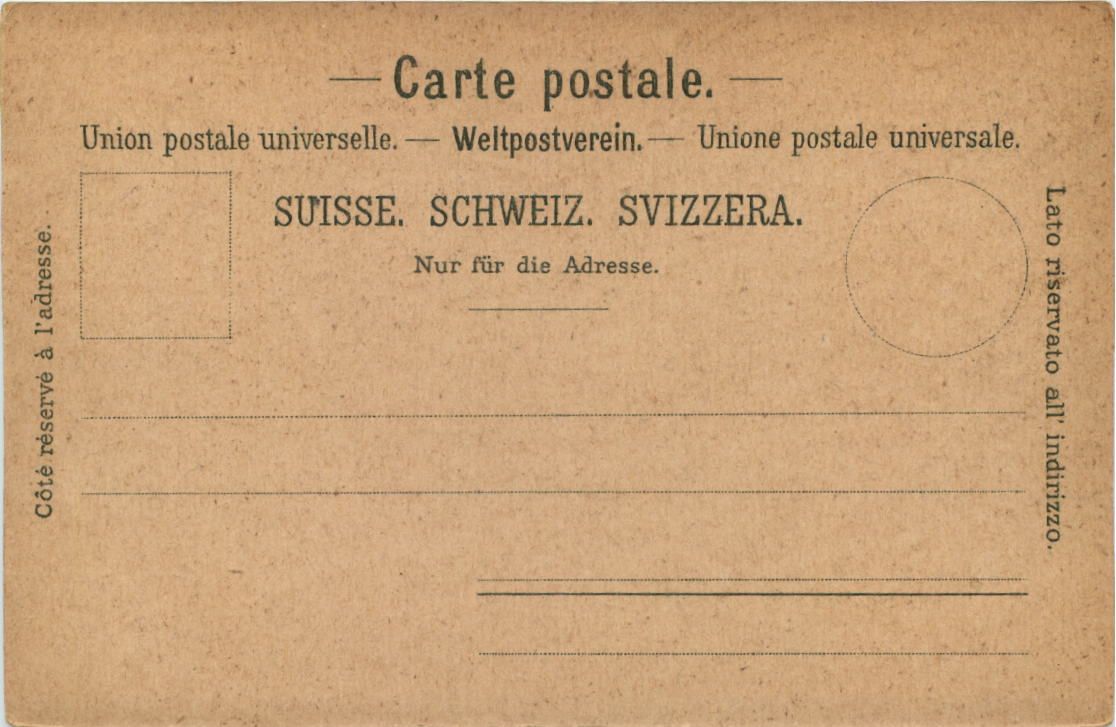 — Carte postale. —
Union postale universelle. — Weltpostverein. — Unione postale universale.
SUISSE. SCHWEIZ. SVIZZERA.
Nur für die Adresse.
Côté réservé à l'adresse.
Lato riservato all' indirizzo.